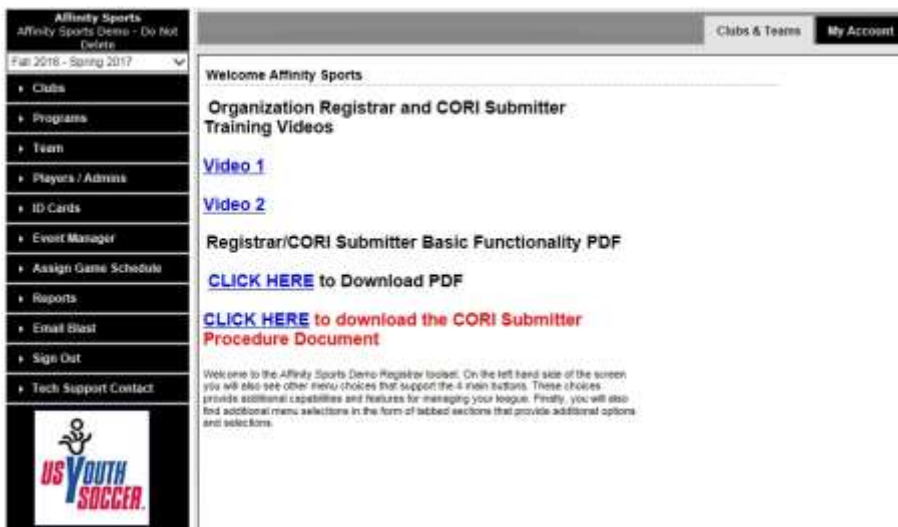 Affinity Sports
Affinity Sports Demo - Do Not
Delete
Fall 2016 - Spring 2017
Clubs
Programs
Team
Players / Admins
ID Cards
Event Manager
Assign Game Schedule
Reports
Email Blast
Sign Out
Tech Support Contact
US YOUTH
SOCCER
Clubs & Teams
My Account
Welcome Affinity Sports
Organization Registrar and CORI Submitter
Training Videos
Video 1
Video 2
Registrar/CORI Submitter Basic Functionality PDF
CLICK HERE to Download PDF
CLICK HERE to download the CORI Submitter
Procedure Document
Welcome to the Affinity Sports Demo Registrar toolset. On the left hand side of the screen
you will also see other menu choices that support the 4 main buttons. These choices
provide additional capabilities and features for managing your league. Finally, you will also
find additional menu selections in the form of tabbed sections that provide additional options
and selections.